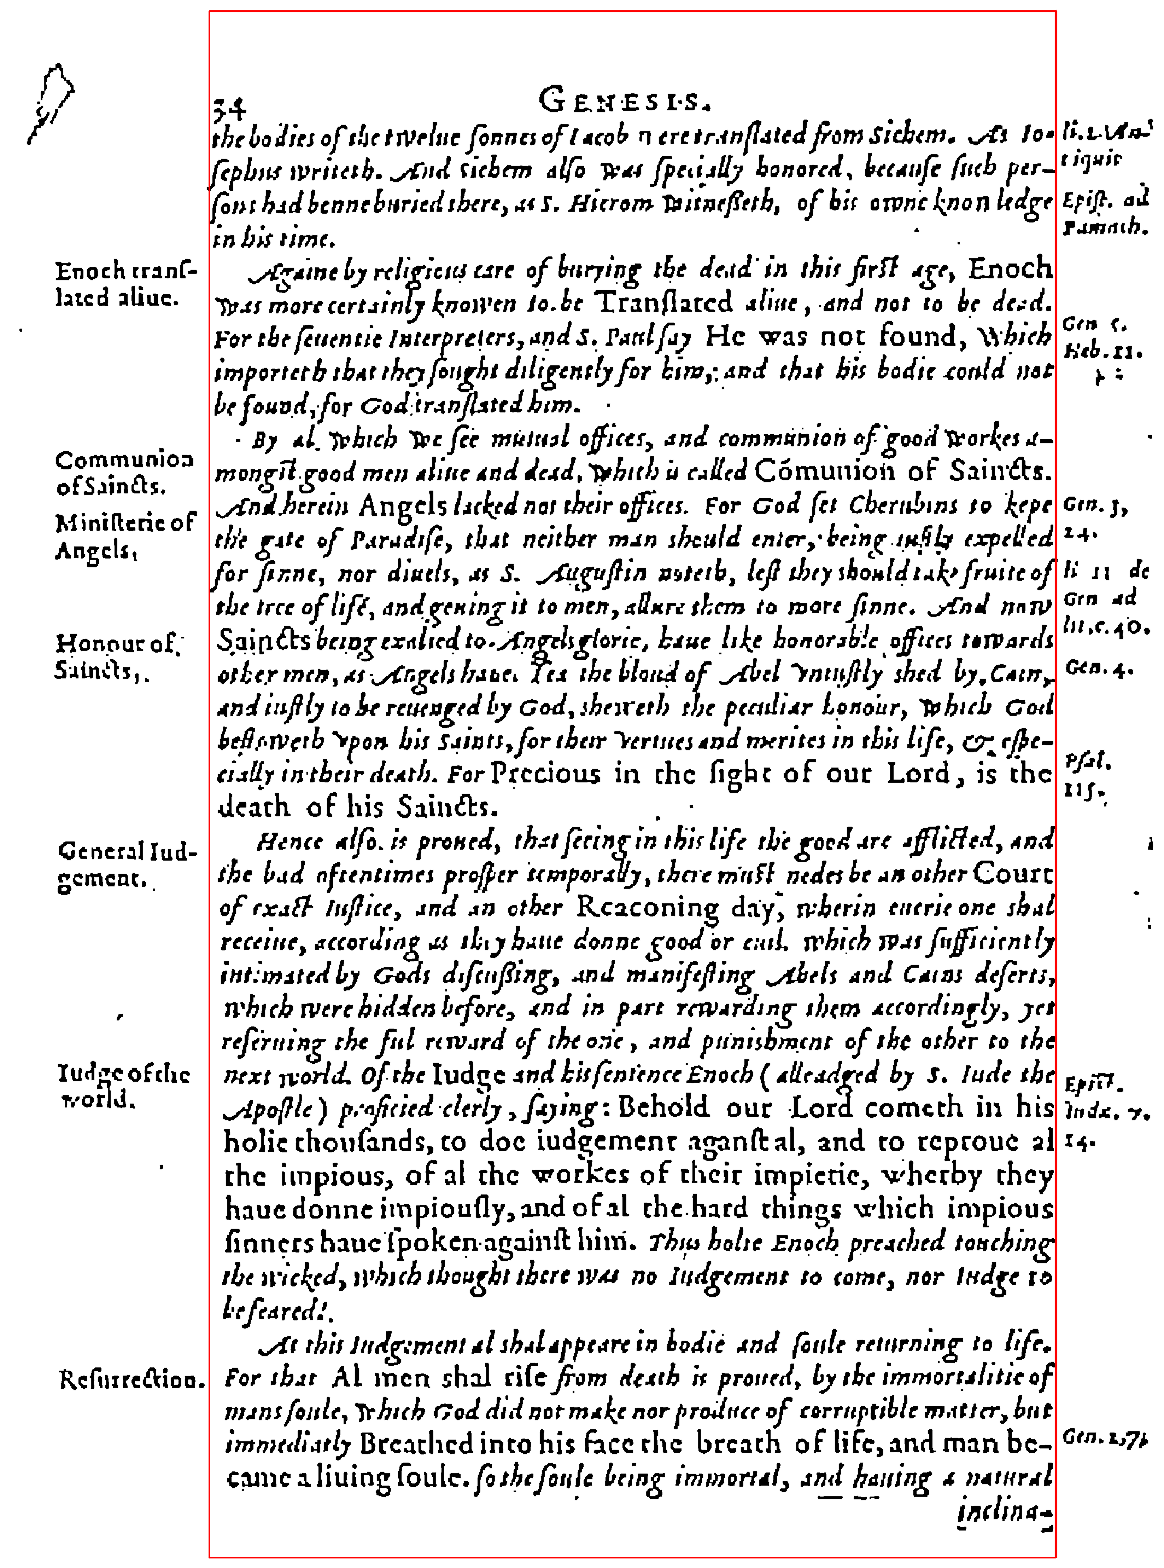 34 GENESIS.
the bodies of the twelue ſonnes of Iacob were tranſlated from Sichem. As Io-
ſephus writeth. And Sichem alſo was ſpecially honored, becauſe ſuch per-
ſons had benne buried there, as S. Hierom witneſſeth, of his owne knowledge
in his time.
Againe by religious care of burying the dead in this firſt age, Enoch
was more certainly knowen to be Tranſlated aliue, and not to be dead.
For the ſeuentie Interpreters, and S. Paul ſay He was not found, which
importeth that they ſought diligently for him, and that his bodie could not
be found, for God tranſlated him.
By al which we ſee mutual offices, and communion of good workes a-
mongſt good men aliue and dead, which is called Cōmunion of Saincts.
And herein Angels lacked not their offices. For God ſet Cherubins to kepe
the gate of Paradiſe, that neither man should enter, being iuſtly expelled
for ſinne, nor diuels, as S. Auguſtin noteth, leſt they should take fruite of
the tree of life, and geuing it to men, allure them to more ſinne. And now
Saincts being exalted to Angels glorie, haue like honorable offices towards
other men, as Angels haue. Yea the bloud of Abel vniuſtly shed by Cain,
and iuſtly to be reuenged by God, sheweth the peculiar honour, which God
beſtoweth vpon his Saints, for their vertues and merites in this life, & eſpe-
cially in their death. For Precious in the ſight of our Lord, is the
death of his Saincts.
Hence alſo is proued, that ſeeing in this life the good are afflicted, and
the bad oftentimes proſper temporally, there muſt nedes be an other Court
of exact Iuſtice, and an other Reaconing day, wherin euerie one shal
receiue, according as they haue donne good or euil. which was ſufficiently
intimated by Gods diſcuſſing, and manifeſting Abels and Cains deſerts,
which were hidden before, and in part rewarding them accordingly, yet
reſeruing the ful reward of the one, and punishment of the other to the
next world. Of the Iudge and his ſentence Enoch (alleadged by S. Iude the
Apoſtle) proficied clerly, ſaying: Behold our Lord cometh in his
holie thouſands, to doe iudgement aganſt al, and to reproue al
the impious, of al the workes of their impietie, wherby they
haue donne impiouſly, and of al the hard things which impious
ſinners haue ſpoken againſt him. Thus holie Enoch preached touching
the wicked, which thought there was no Iudgement to come, nor Iudge to
be feared.
At this Iudgement al shal appeare in bodie and ſoule returning to life.
For that Al men shal riſe from death is proued, by the immortalitie of
mans ſoule, which God did not make nor produce of corruptible matter, but
immediatly Breathed into his face the breath of life, and man be-
came a liuing ſoule. ſo the ſoule being immortal, and hauing a natural
inclina-
Enoch tranſ-
lated aliue.
Communion
of Saincts.
Miniſterie of
Angels,
Honour of
Saincts,
General Iud-
gement.
Iudge of the
world.
Reſurrection.
li. 1. An-
tiquit
Epiſt. ad
Pamach.
Gen 5.
Heb. 11.
Gen. 3,
24.
li 11 de
Gen ad
lit, c. 40.
Gen. 4.
Pſal.
115.
Epiſt.
Iudæ. v.
14.
Gen. 2,7,